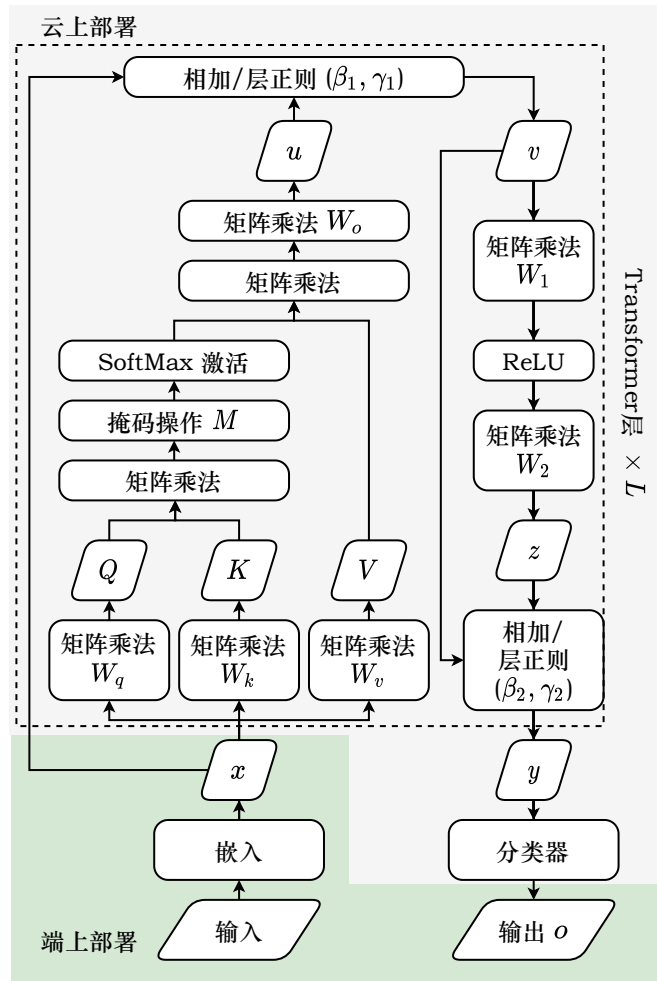 云上部署
相加/层正则 (β₁, γ₁)
u
v
矩阵乘法 Wₒ
矩阵乘法
W₁
矩阵乘法
SoftMax 激活
ReLU
掩码操作 M
矩阵乘法
W₂
矩阵乘法
Q
K
V
z
矩阵乘法
W_q
矩阵乘法
W_k
矩阵乘法
W_v
相加/
层正则
(β₂, γ₂)
Transformer层 × L
x
y
嵌入
分类器
端上部署
输入
输出 o